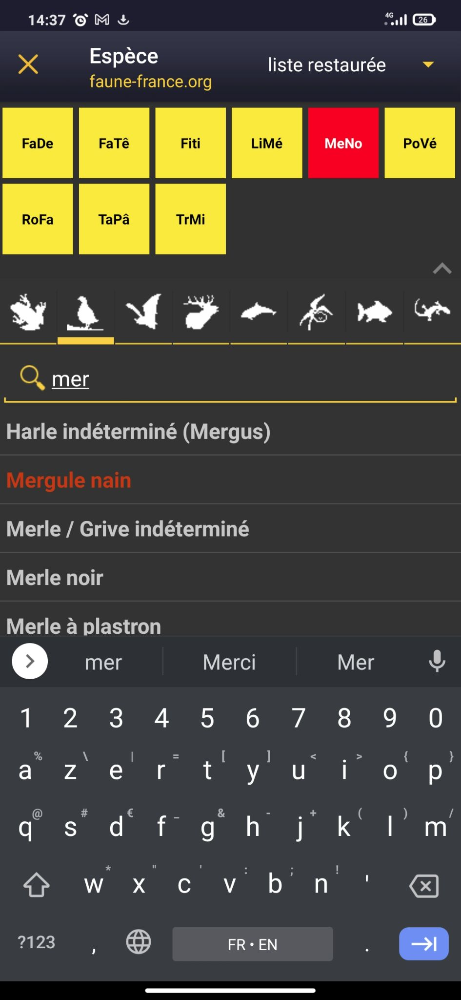 14:37
4G
26
Espèce
liste restaurée
faune-france.org
FaDe FaTê Fiti LiMé MeNo PoVé
RoFa TaPâ TrMi
mer
Harle indéterminé (Mergus)
Mergule nain
Merle / Grive indéterminé
Merle noir
Merle à plastron
mer Merci Mer
1 2 3 4 5 6 7 8 9 0
% \ | = [ ] < > { }
a z e r t y u i o p
@ # € _ & - + ( ) /
q s d f g h j k l m
* " ' : ; !
w x c v b n '
?123 , FR • EN .